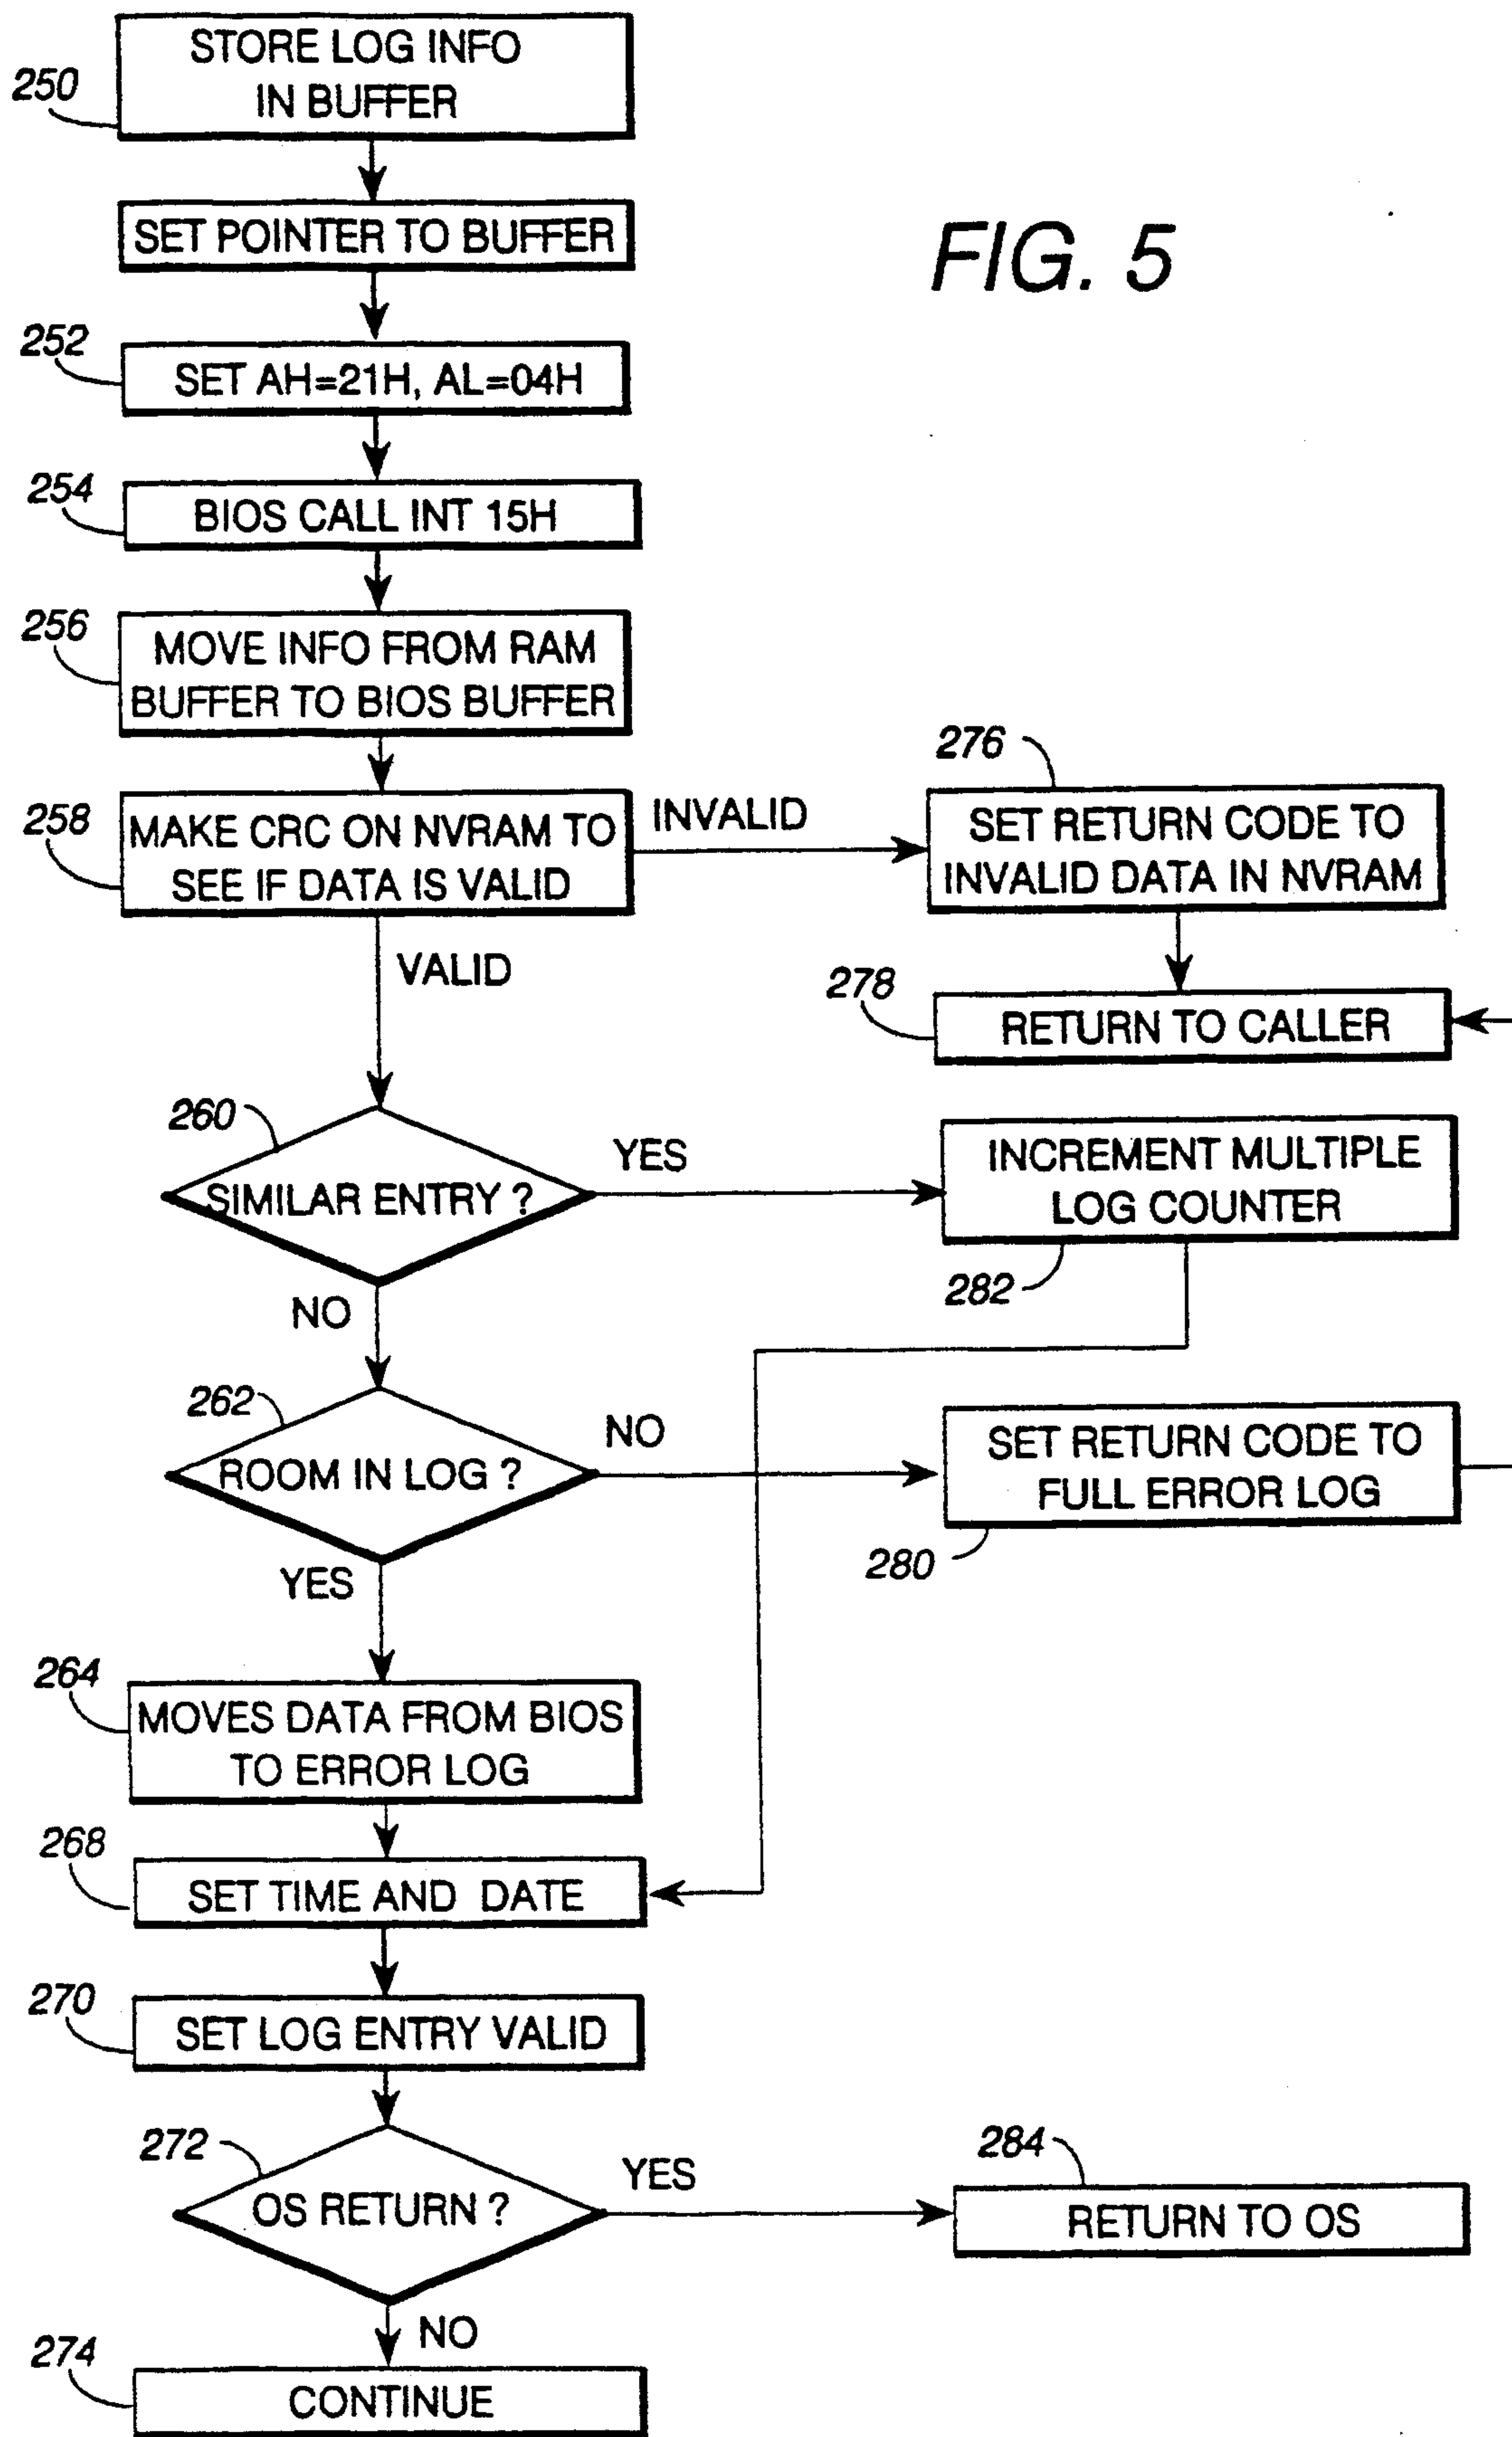 250
STORE LOG INFO
IN BUFFER
SET POINTER TO BUFFER
FIG. 5
252
SET AH=21H, AL=04H
254
BIOS CALL INT 15H
256
MOVE INFO FROM RAM
BUFFER TO BIOS BUFFER
258
MAKE CRC ON NVRAM TO
SEE IF DATA IS VALID
INVALID
276
SET RETURN CODE TO
INVALID DATA IN NVRAM
VALID
278
RETURN TO CALLER
260
SIMILAR ENTRY ?
YES
INCREMENT MULTIPLE
LOG COUNTER
282
NO
262
ROOM IN LOG ?
NO
SET RETURN CODE TO
FULL ERROR LOG
280
YES
264
MOVES DATA FROM BIOS
TO ERROR LOG
268
SET TIME AND DATE
270
SET LOG ENTRY VALID
272
OS RETURN ?
YES
284
RETURN TO OS
NO
274
CONTINUE